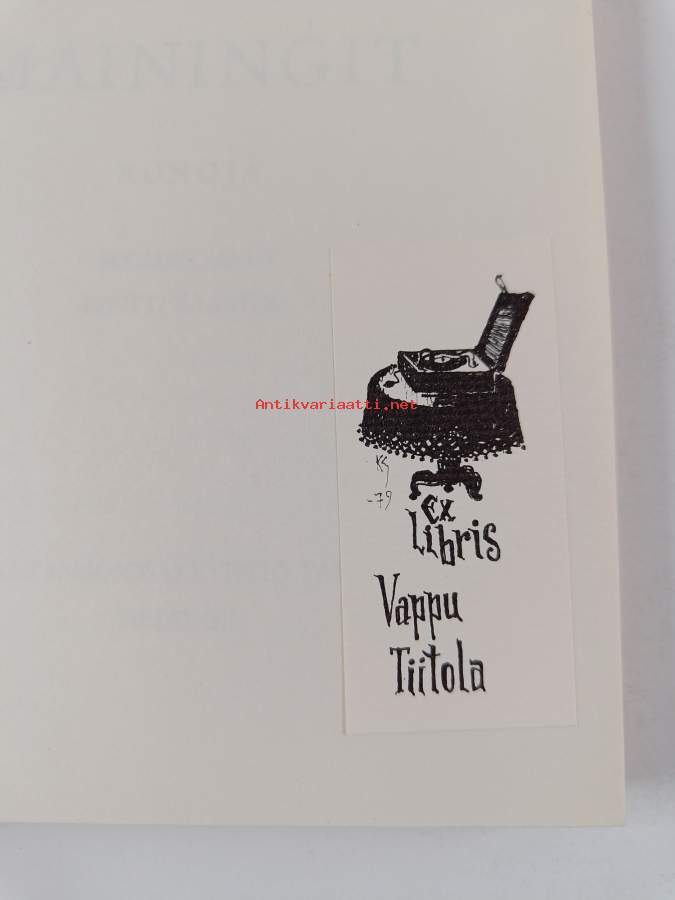 MAININGIT
Antikvariaatti.net
KS
-79
Ex
Libris
Vappu
Tiitola